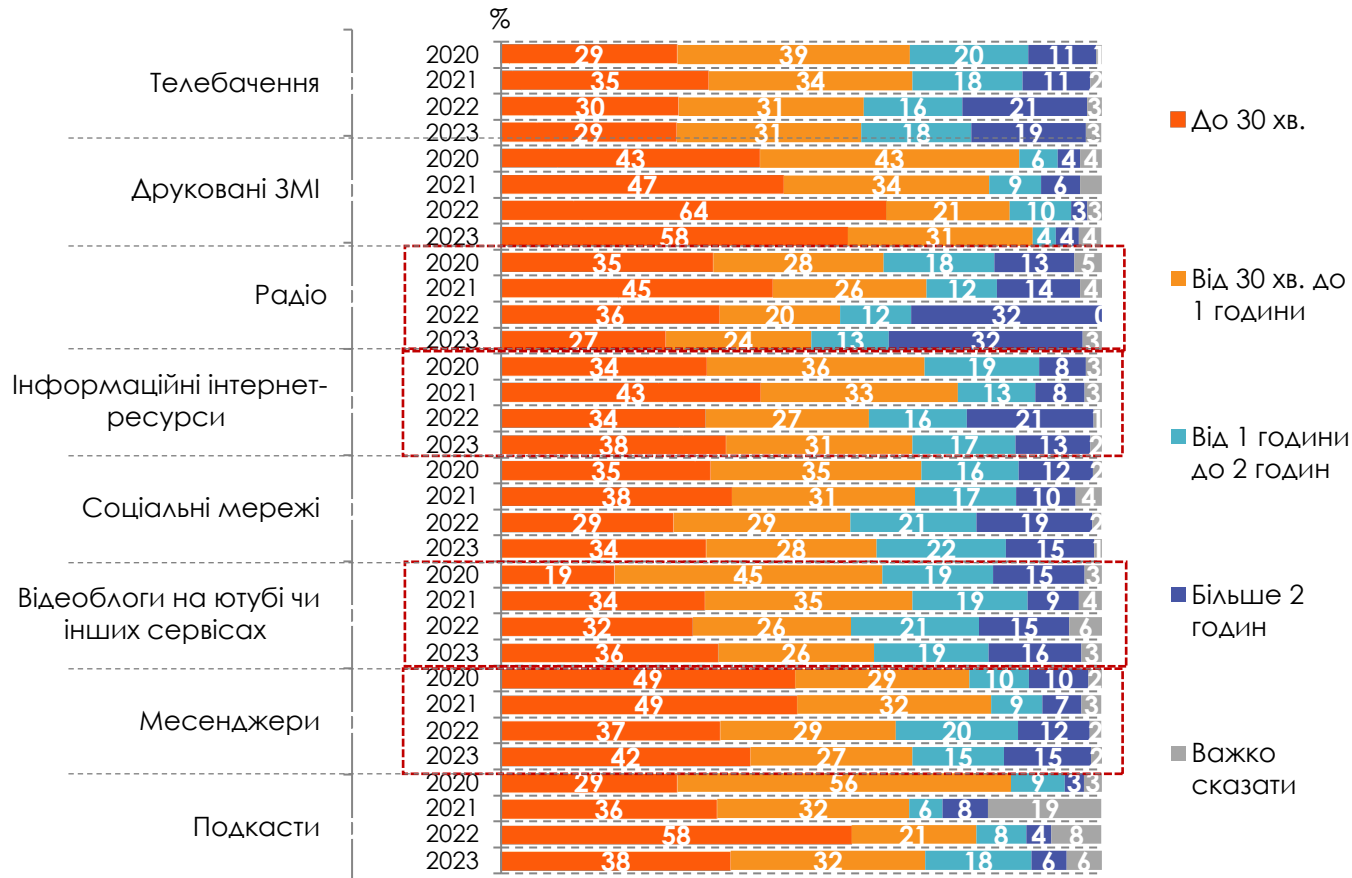 %
Телебачення
2020 29 39 20 11 1
2021 35 34 18 11 2
2022 30 31 16 21 3
2023 29 31 18 19 3
Друковані ЗМІ
2020 43 43 6 4 4
2021 47 34 9 6
2022 64 21 10 3 3
2023 58 31 4 4 4
Радіо
2020 35 28 18 13 5
2021 45 26 12 14 4
2022 36 20 12 32 0
2023 27 24 13 32 3
Інформаційні інтернет-
ресурси
2020 34 36 19 8 3
2021 43 33 13 8 3
2022 34 27 16 21 1
2023 38 31 17 13 2
Соціальні мережі
2020 35 35 16 12 2
2021 38 31 17 10 4
2022 29 29 21 19 2
2023 34 28 22 15 1
Відеоблоги на ютубі чи
інших сервісах
2020 19 45 19 15 3
2021 34 35 19 9 4
2022 32 26 21 15 6
2023 36 26 19 16 3
Месенджери
2020 49 29 10 10 2
2021 49 32 9 7 3
2022 37 29 20 12 2
2023 42 27 15 15 2
Подкасти
2020 29 56 9 3 3
2021 36 32 6 8 19
2022 58 21 8 4 8
2023 38 32 18 6 6
До 30 хв.
Від 30 хв. до
1 години
Від 1 години
до 2 годин
Більше 2
годин
Важко
сказати